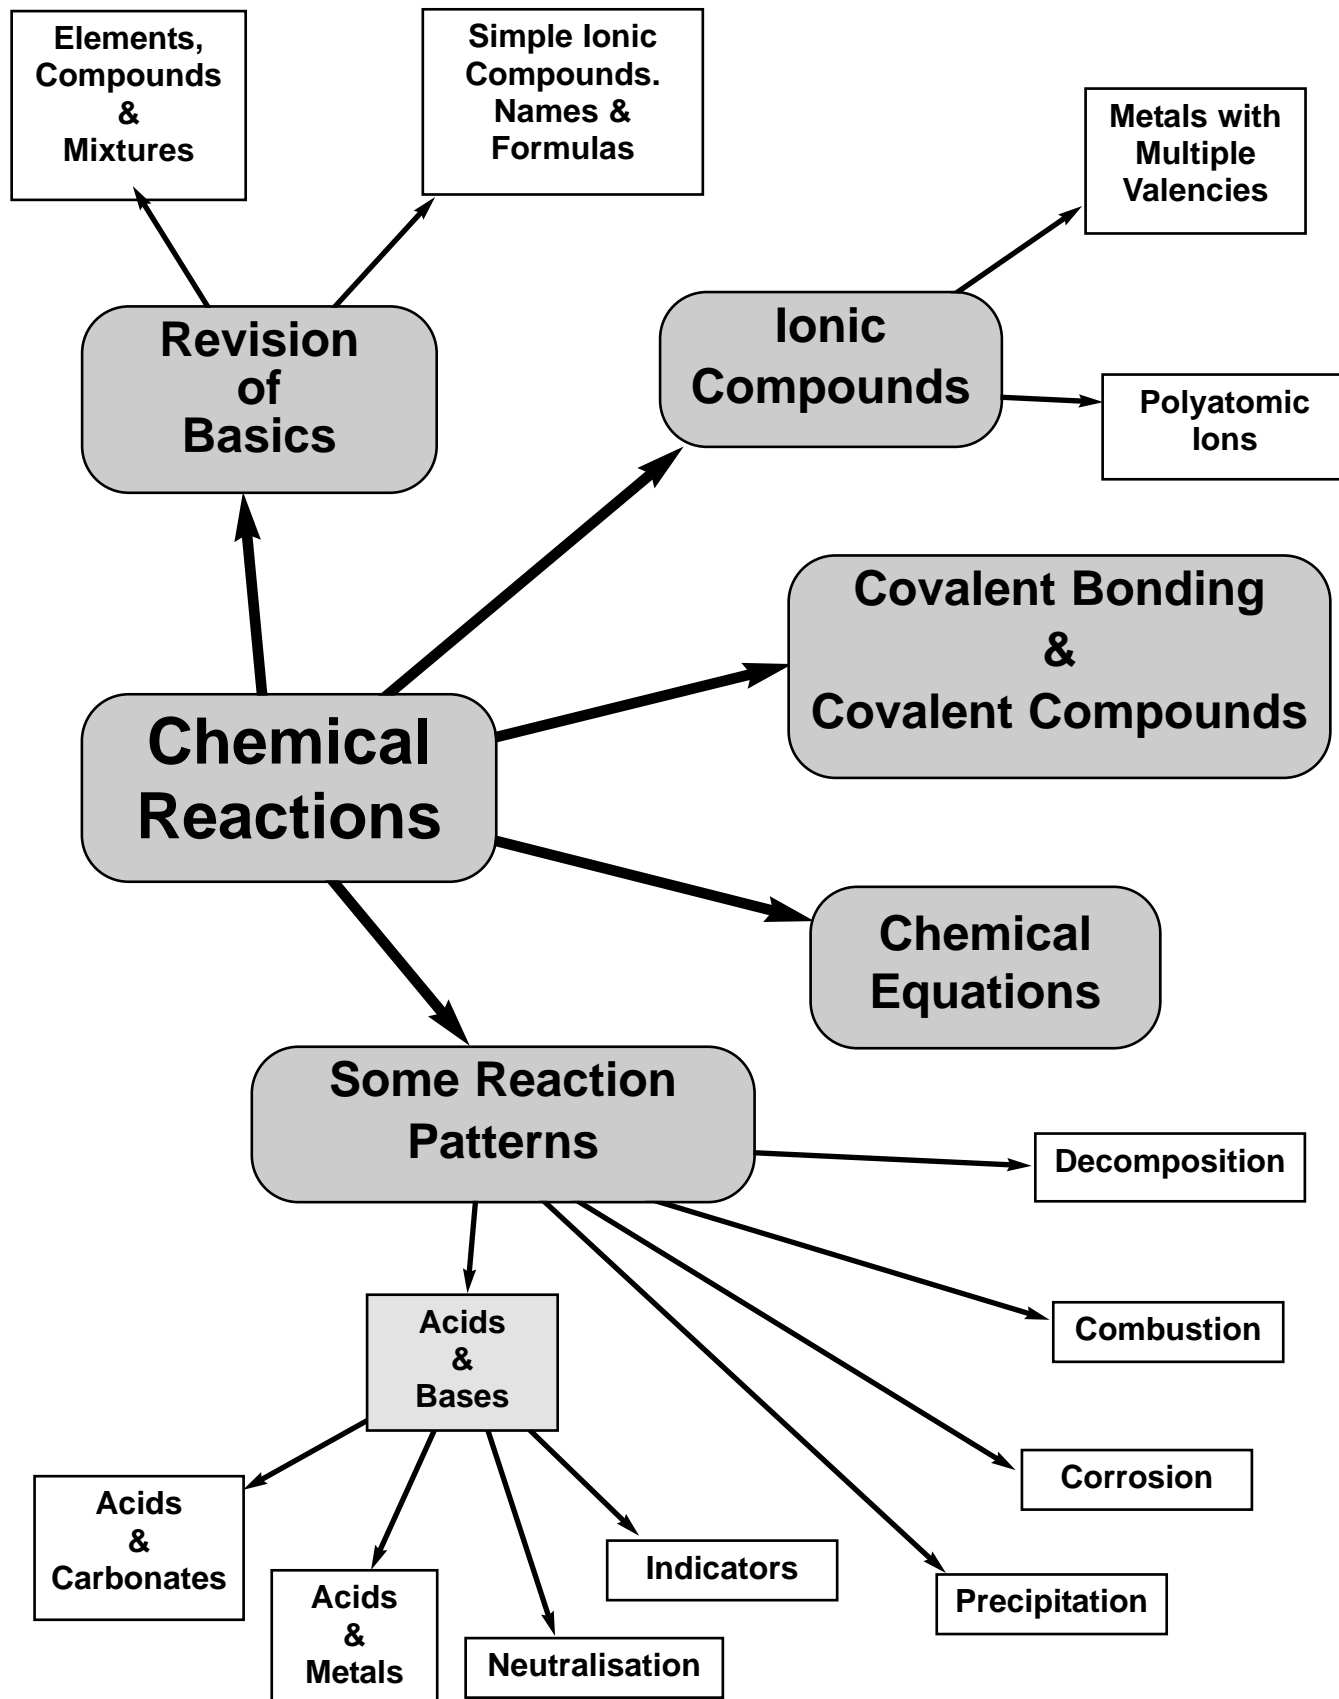 Elements,
Compounds
&
Mixtures
Simple Ionic
Compounds.
Names &
Formulas
Metals with
Multiple
Valencies
Revision
of
Basics
Ionic
Compounds
Polyatomic
Ions
Covalent Bonding
&
Covalent Compounds
Chemical
Reactions
Chemical
Equations
Some Reaction
Patterns
Decomposition
Combustion
Corrosion
Precipitation
Acids
&
Bases
Acids
&
Carbonates
Acids
&
Metals
Neutralisation
Indicators